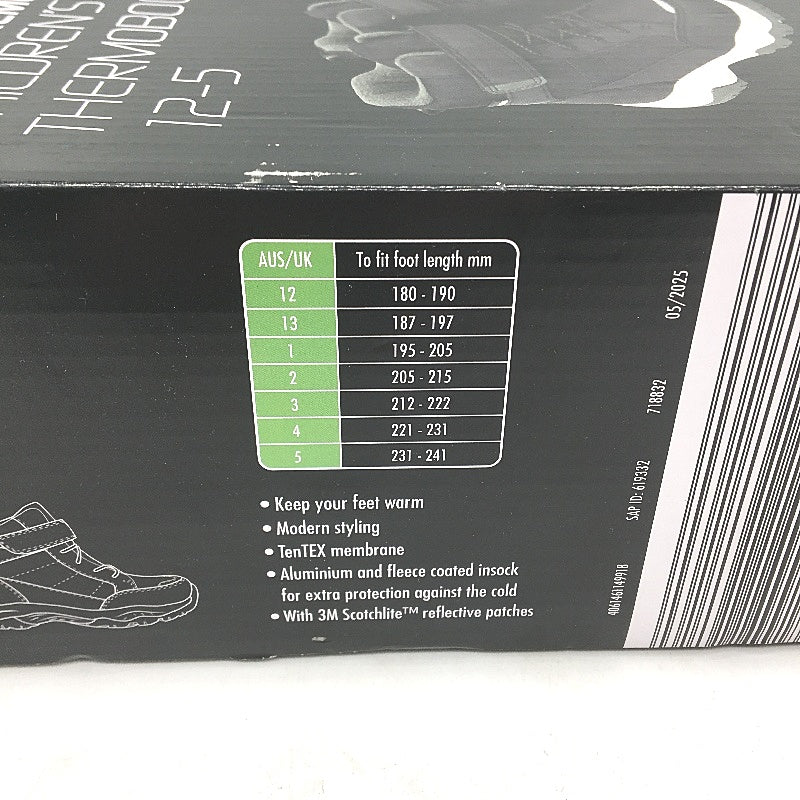 THERMOBOO
12-5
AUS/UK To fit foot length mm
12 180 - 190
13 187 - 197
1 195 - 205
2 205 - 215
3 212 - 222
4 221 - 231
5 231 - 241
• Keep your feet warm
• Modern styling
• TenTEX membrane
• Aluminium and fleece coated insock
for extra protection against the cold
• With 3M Scotchlite™ reflective patches
05/2025
718832
SAP ID: 619332
4061461149918